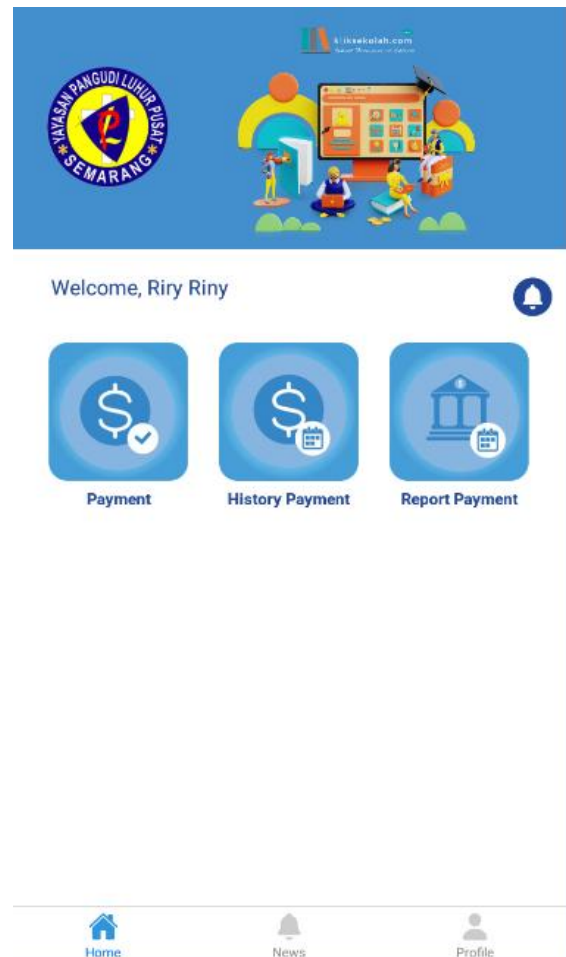 kliksekolah.com
YAYASAN PANGUDI LUHUR PUSAT
* SEMARANG *
Welcome, Riry Riny
Payment
History Payment
Report Payment
Home
News
Profile